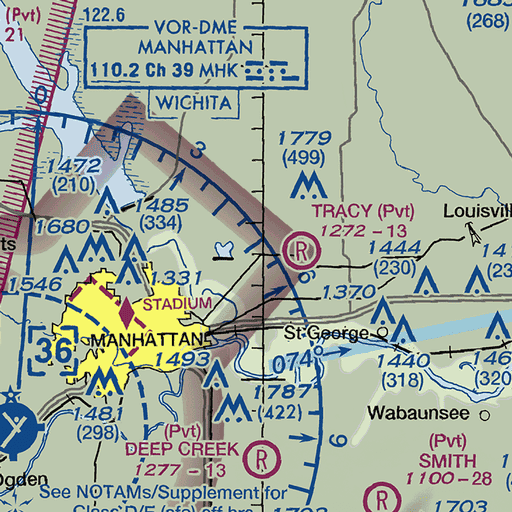 (Pvt)
21
122.6
VOR-DME
MANHATTAN
110.2 Ch 39 MHK
WICHITA
(268)
0
3
1779
(499)
1472
(210)
1485
(334)
1680
TRACY (Pvt)
1272 - 13
Louisvil
1444
(230)
6
1546
1331
1370
STADIUM
MANHATTAN
St George
36
1493
074°
1440
(318)
(320)
1481
(298)
1787
(422)
Wabaunsee
9
(Pvt)
DEEP CREEK
1277 - 13
R
R
R
(Pvt)
SMITH
1100 - 28
Ogden
See NOTAMs/Supplement for
1703